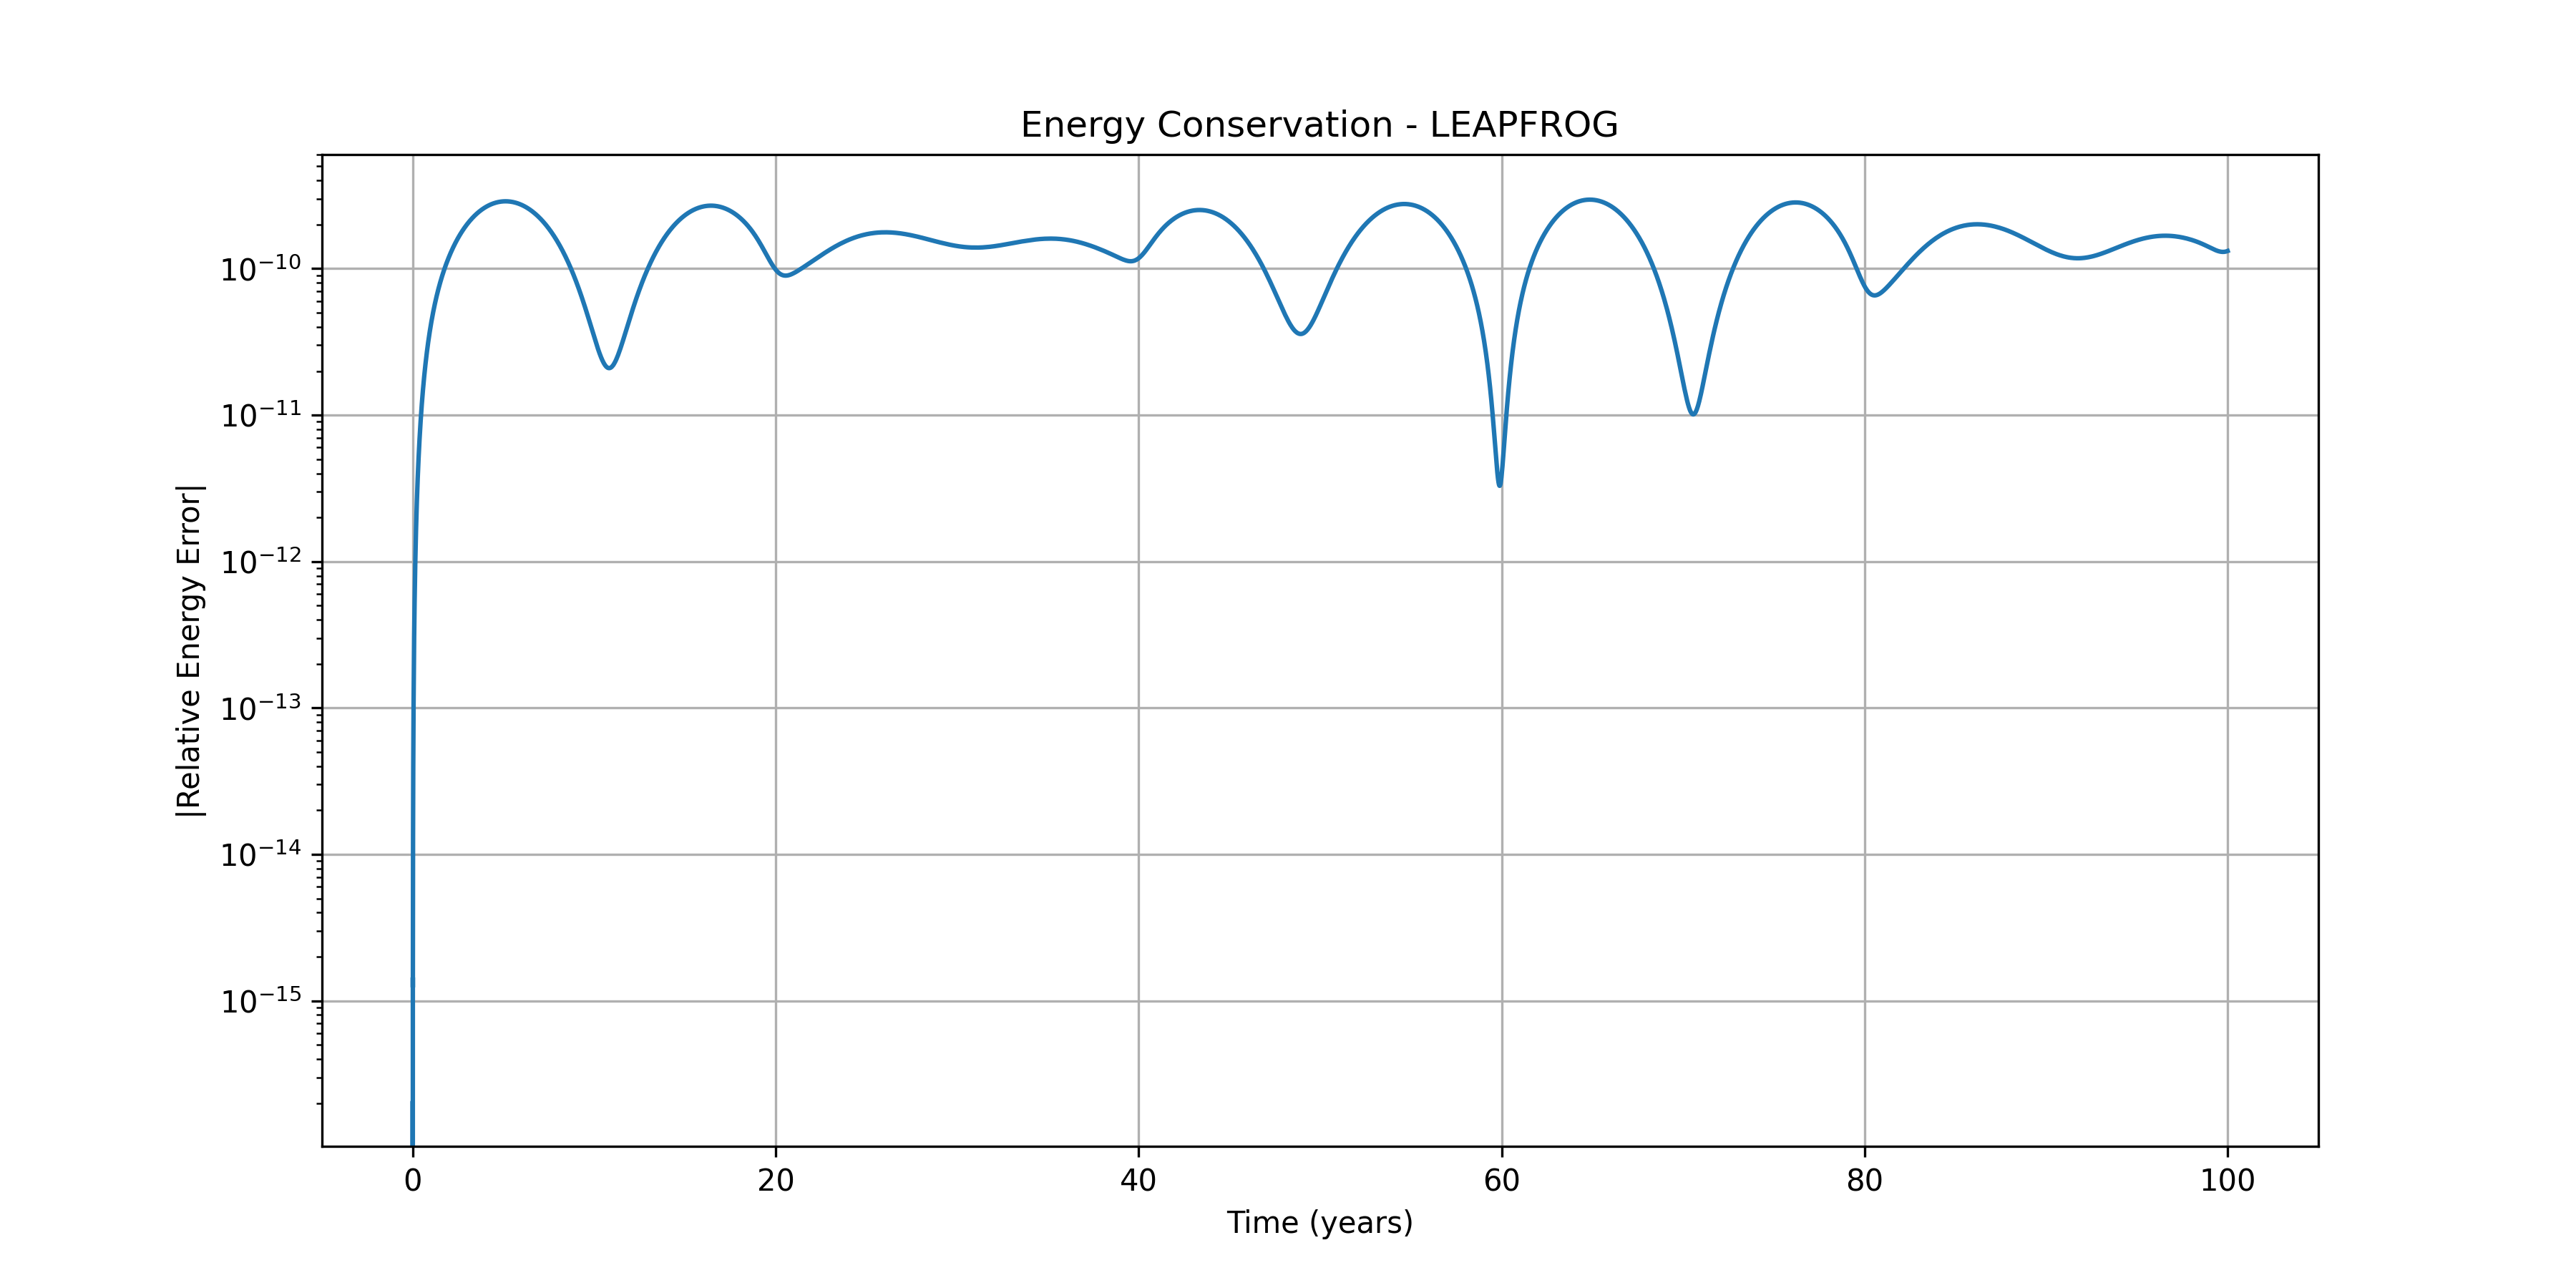 Energy Conservation - LEAPFROG
|Relative Energy Error|
10⁻¹⁰
10⁻¹¹
10⁻¹²
10⁻¹³
10⁻¹⁴
10⁻¹⁵
0 20 40 60 80 100
Time (years)